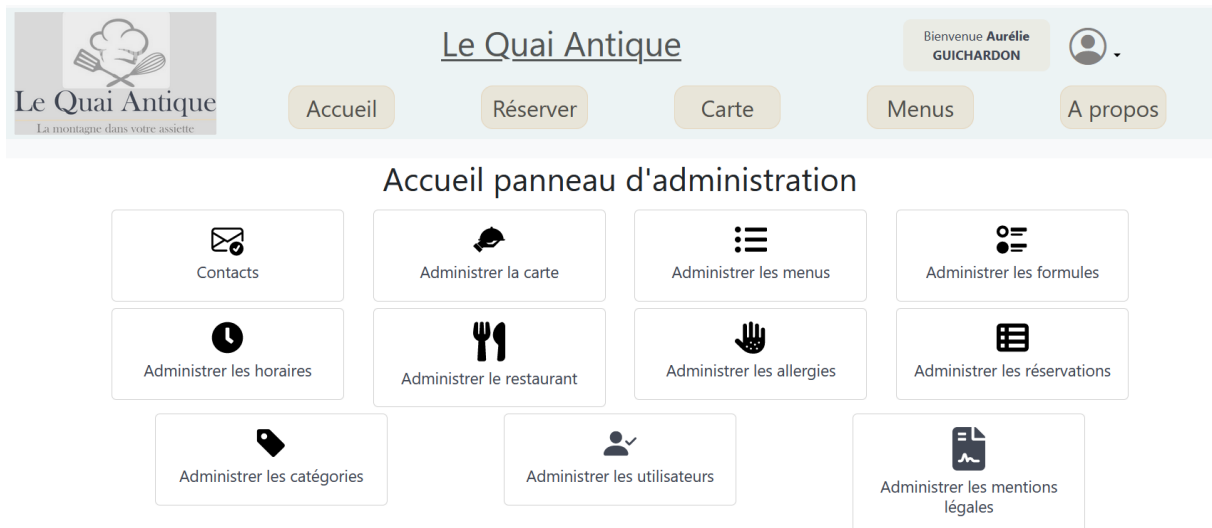 Le Quai Antique
La montagne dans votre assiette
Le Quai Antique
Bienvenue Aurélie
GUICHARDON
Accueil
Réserver
Carte
Menus
A propos
Accueil panneau d'administration
Contacts
Administrer la carte
Administrer les menus
Administrer les formules
Administrer les horaires
Administrer le restaurant
Administrer les allergies
Administrer les réservations
Administrer les catégories
Administrer les utilisateurs
Administrer les mentions
légales